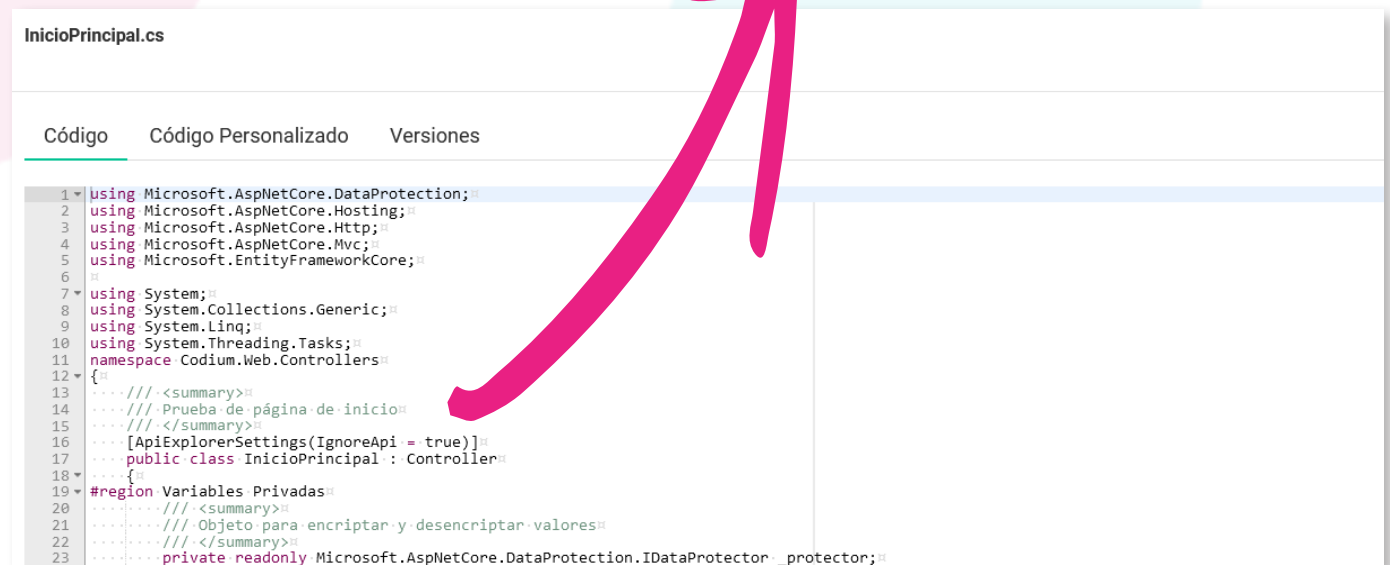 InicioPrincipal.cs
Código Código Personalizado Versiones
1 using Microsoft.AspNetCore.DataProtection;
2 using Microsoft.AspNetCore.Hosting;
3 using Microsoft.AspNetCore.Http;
4 using Microsoft.AspNetCore.Mvc;
5 using Microsoft.EntityFrameworkCore;
6
7 using System;
8 using System.Collections.Generic;
9 using System.Linq;
10 using System.Threading.Tasks;
11 namespace Codium.Web.Controllers
12 {
13 /// <summary>
14 /// Prueba de página de inicio
15 /// </summary>
16 [ApiExplorerSettings(IgnoreApi = true)]
17 public class InicioPrincipal : Controller
18 {
19 #region Variables Privadas
20 /// <summary>
21 /// Objeto para encriptar y desencriptar valores
22 /// </summary>
23 private readonly Microsoft.AspNetCore.DataProtection.IDataProtector _protector;